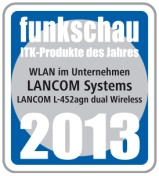 funkschau
ITK-Produkte des Jahres
WLAN im Unternehmen
LANCOM Systems
LANCOM L-452agn dual Wireless
2013